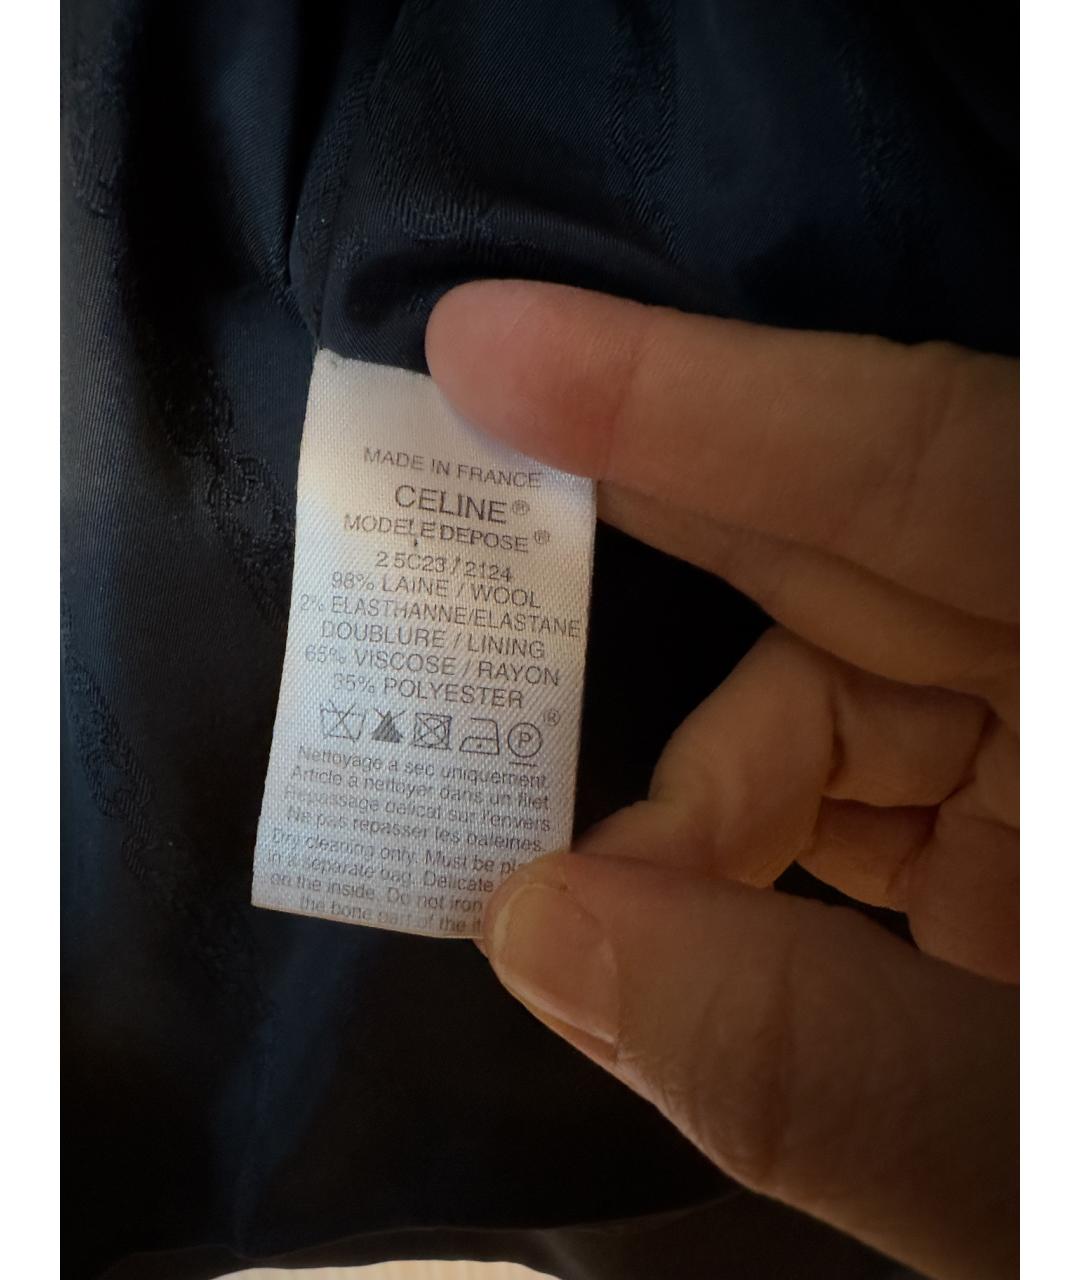 MADE IN FRANCE
CELINE®
MODELE DEPOSE®
2 5C23 / 2124
98% LAINE / WOOL
2% ELASTHANNE/ELASTANE
DOUBLURE / LINING
65% VISCOSE / RAYON
35% POLYESTER
P ®
Nettoyage a sec uniquement.
Article a nettoyer dans un filet
Repassage delicat sur l'envers
Ne pas repasser les baleines.
Dry cleaning only. Must be
in a separate bag. Delicate
on the inside. Do not iron
the bone part of the